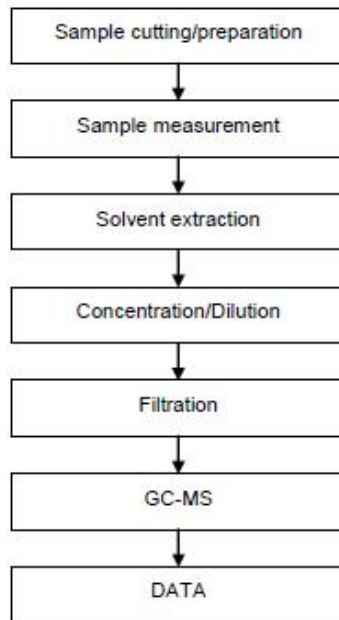 Sample cutting/preparation
Sample measurement
Solvent extraction
Concentration/Dilution
Filtration
GC-MS
DATA